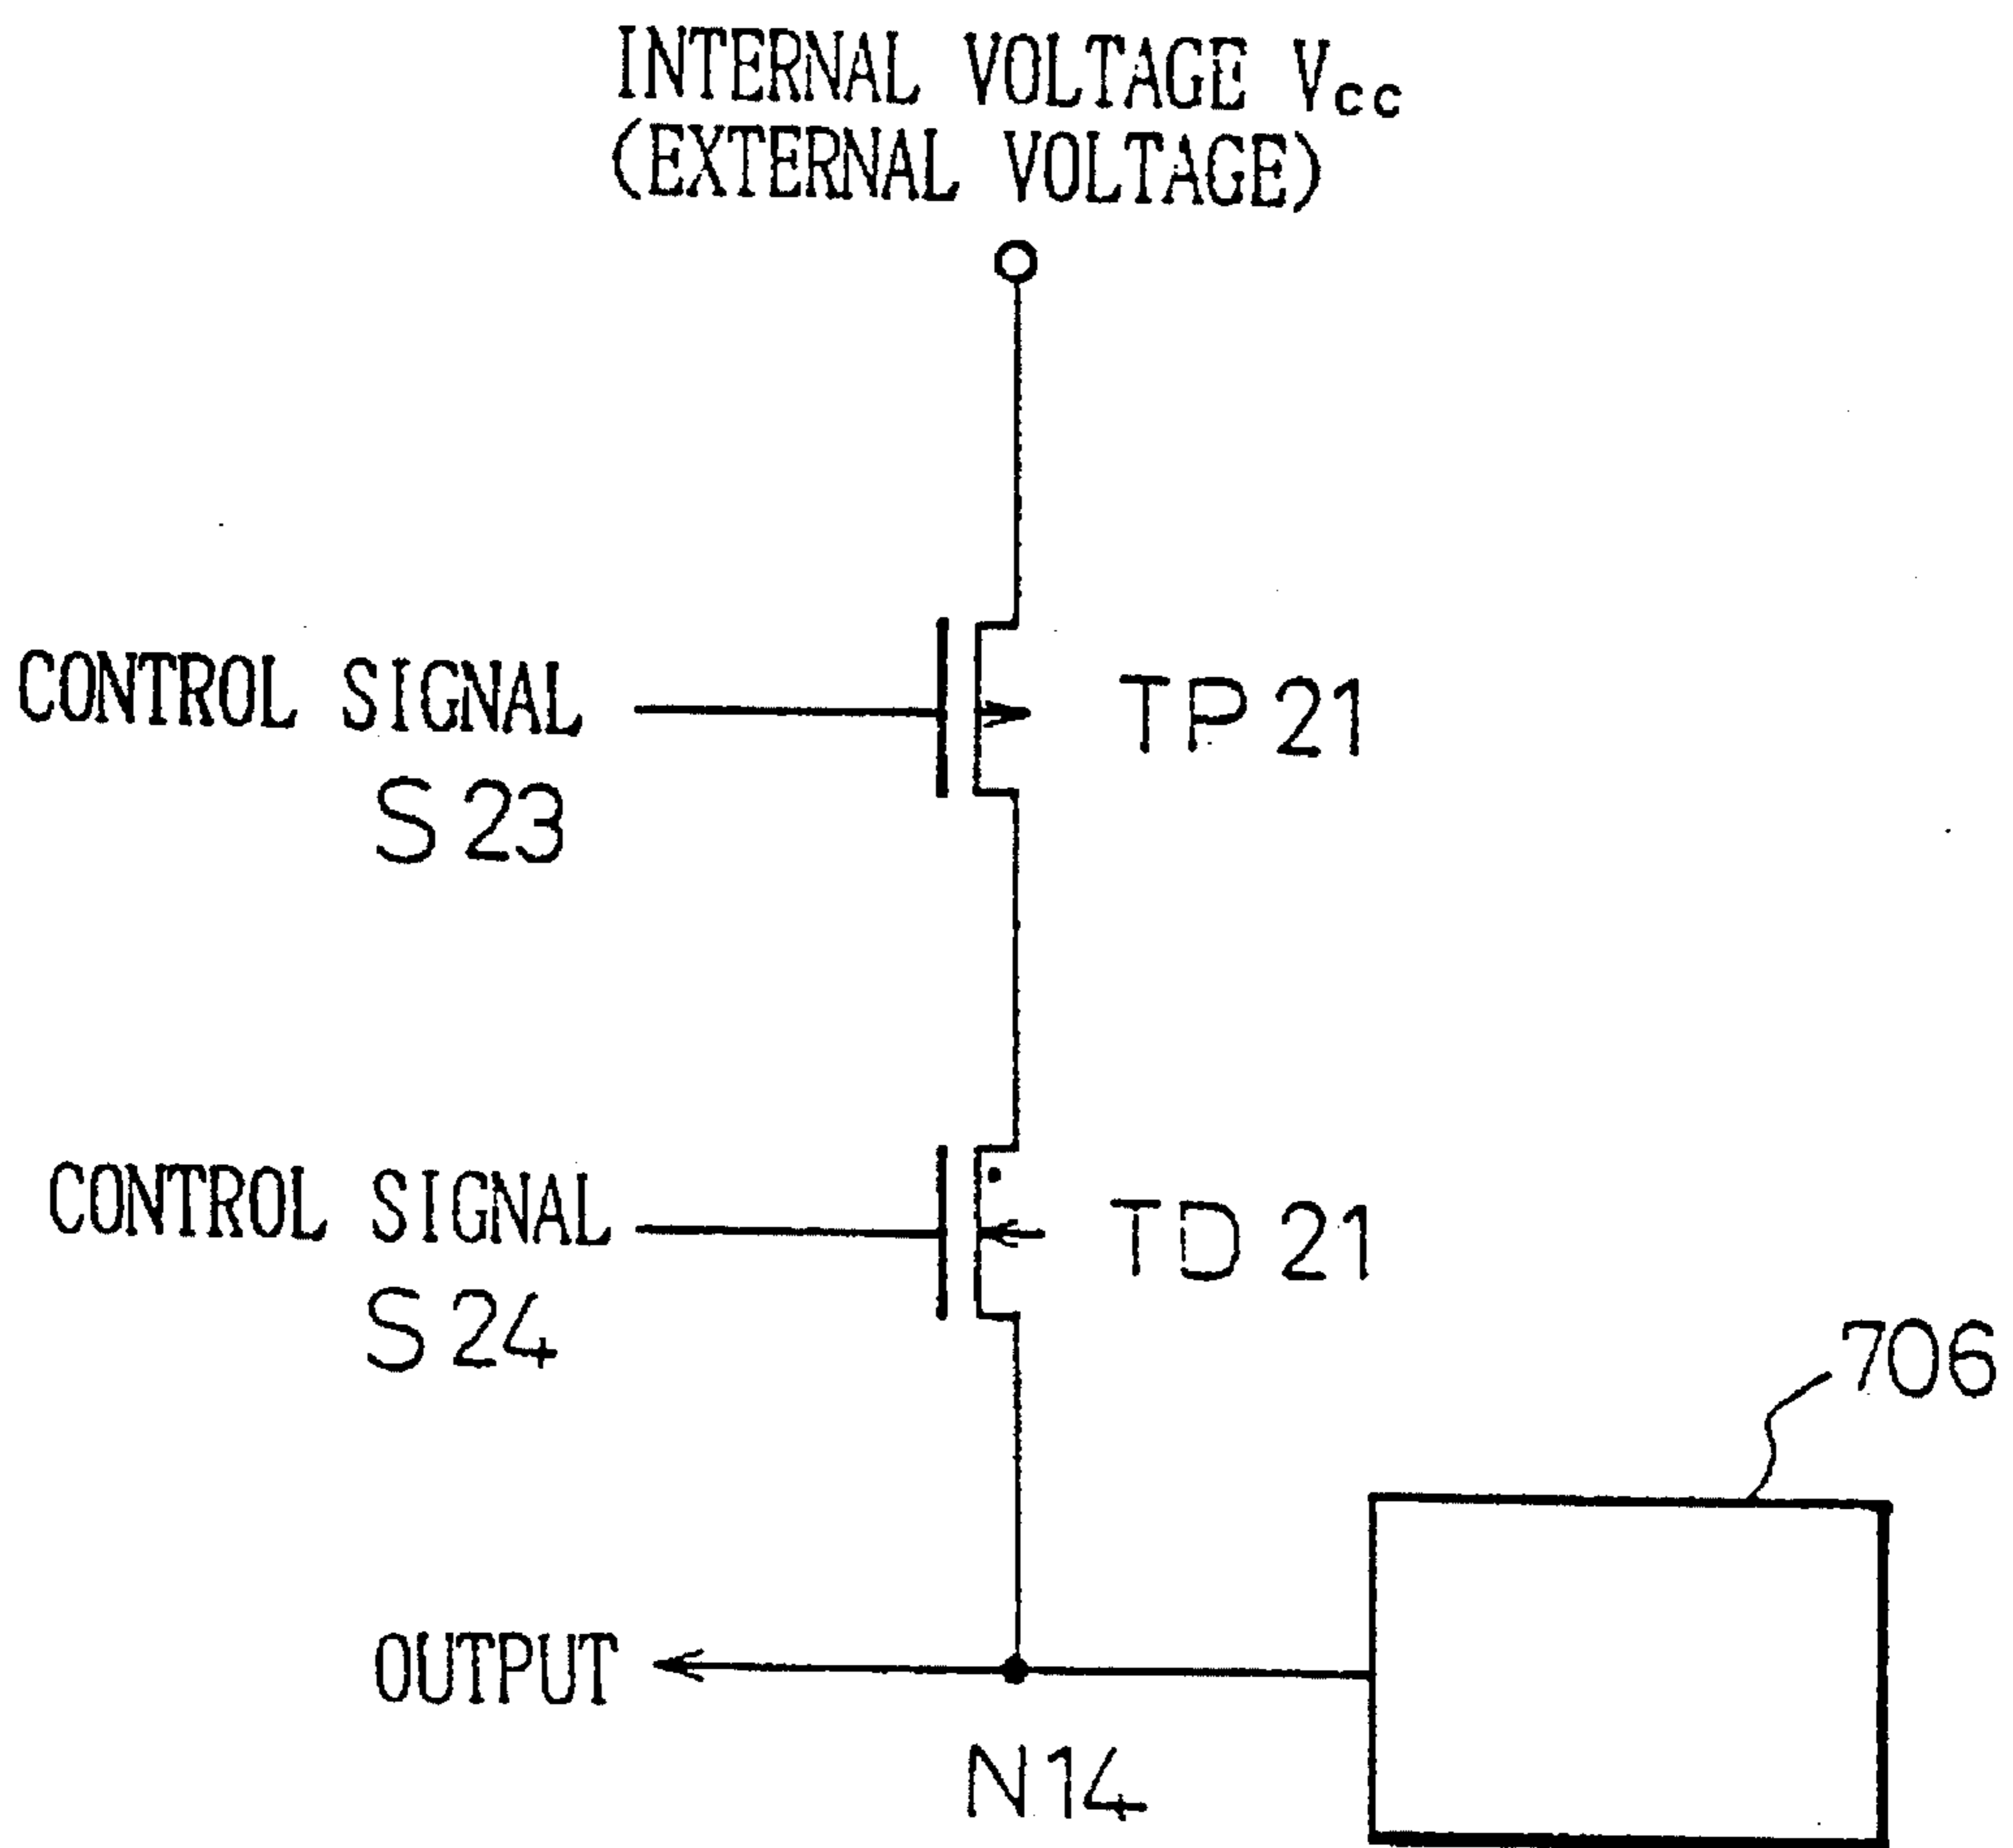 INTERNAL VOLTAGE Vcc
(EXTERNAL VOLTAGE)
CONTROL SIGNAL
S23
TP21
CONTROL SIGNAL
S24
TD21
706
OUTPUT
N14